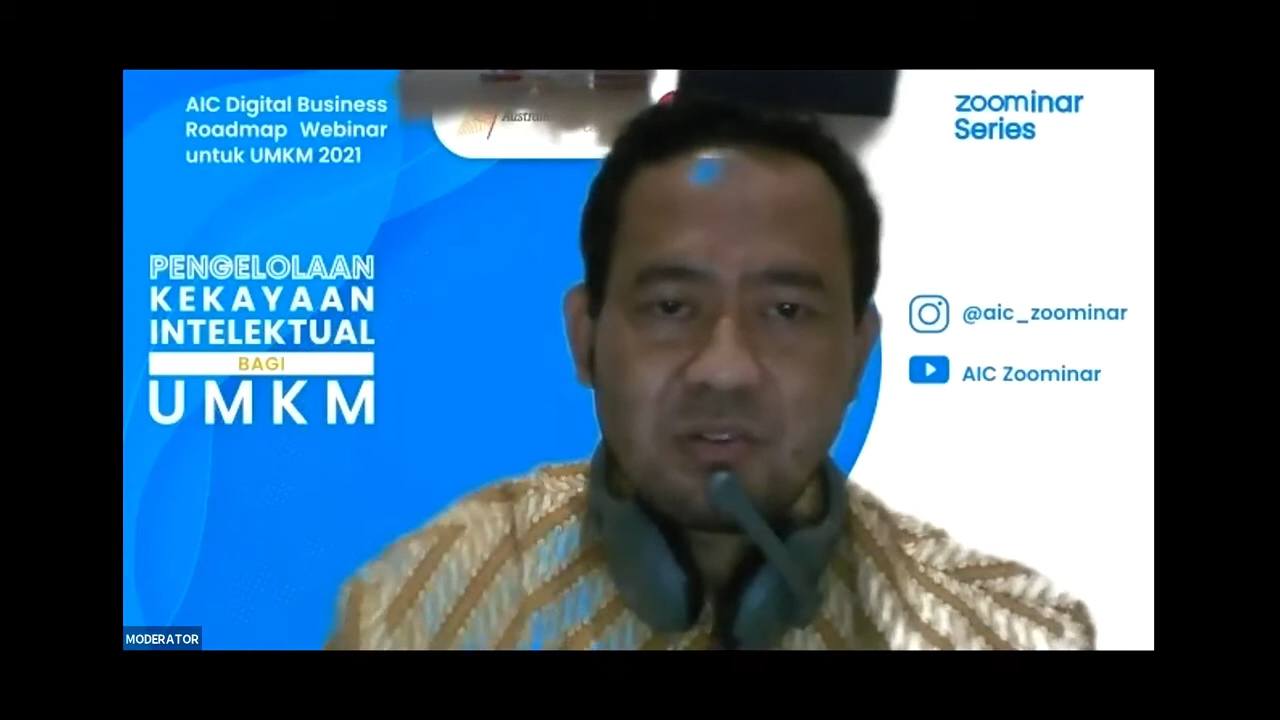 AIC Digital Business
Roadmap Webinar
untuk UMKM 2021
zoominar
Series
PENGELOLAAN
KEKAYAAN
INTELEKTUAL
BAGI
UMKM
@aic_zoominar
AIC Zoominar
MODERATOR